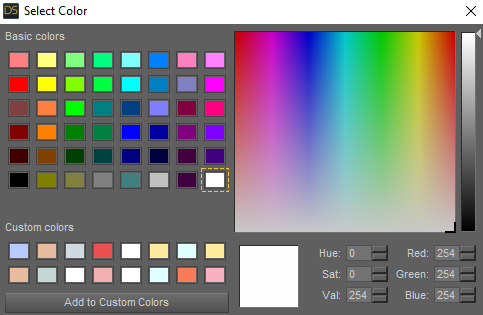 DS Select Color
Basic colors
Custom colors
Hue: 0 Red: 254
Sat: 0 Green: 254
Val: 254 Blue: 254
Add to Custom Colors